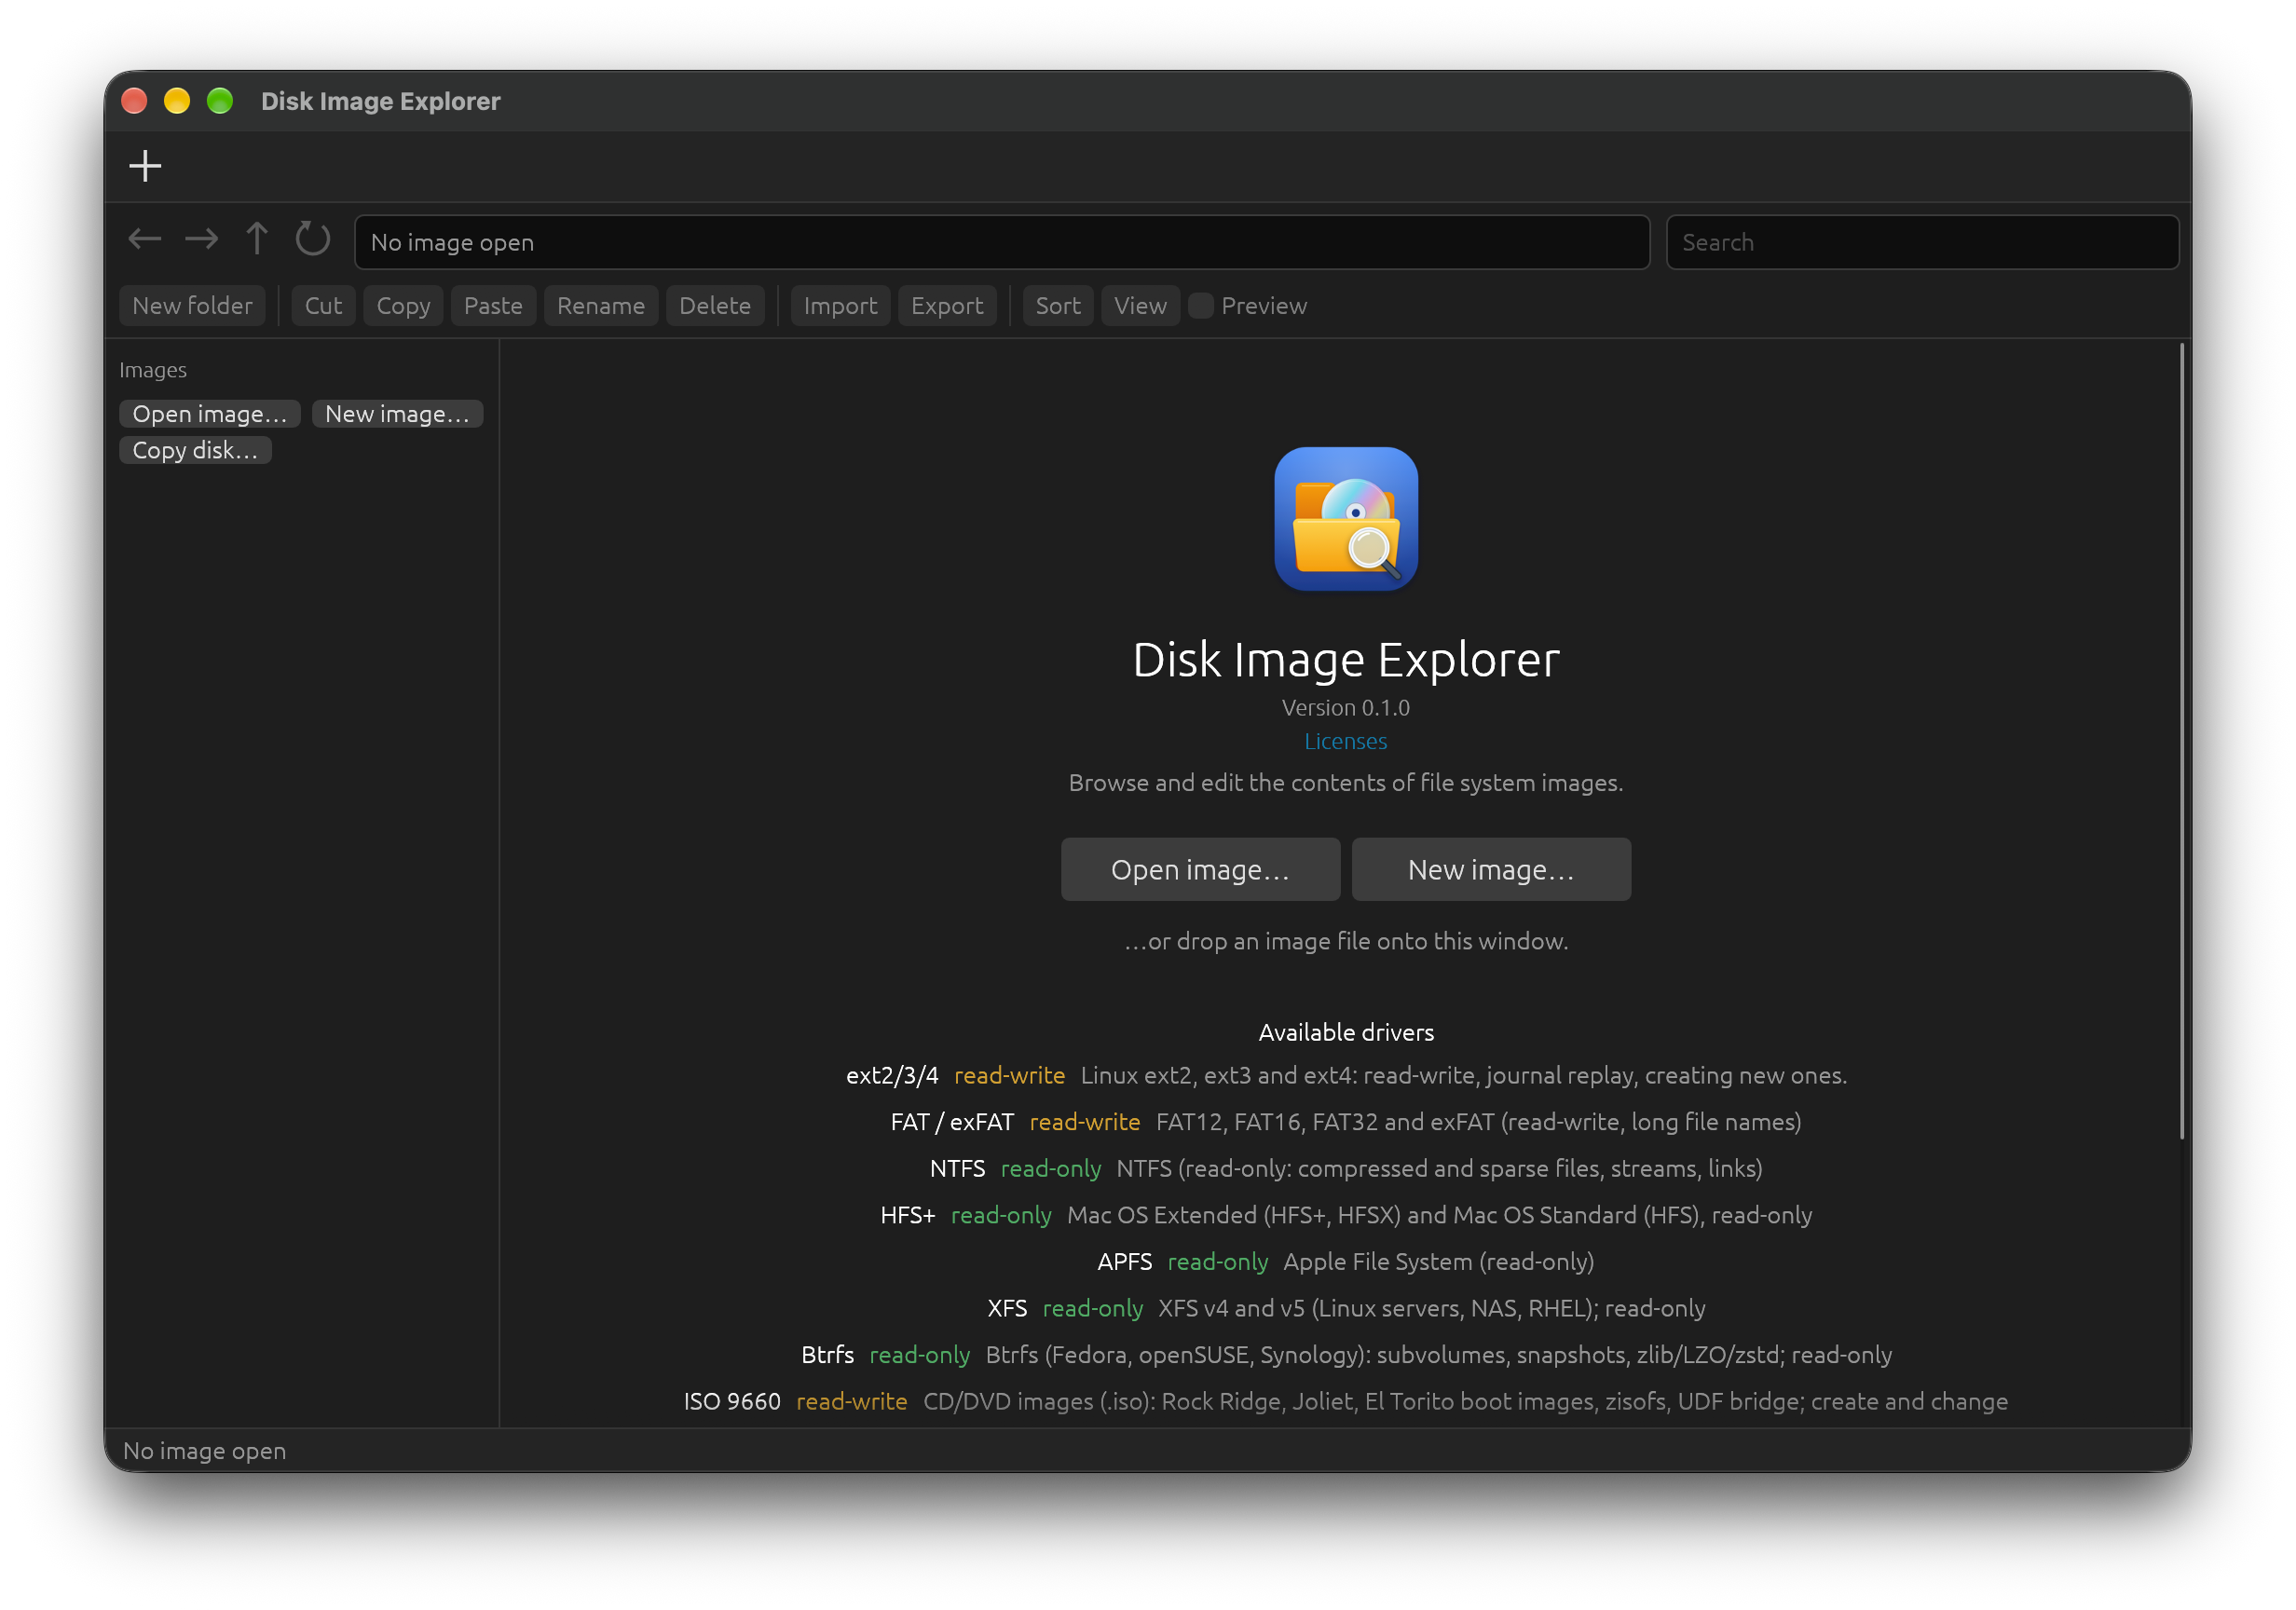 Disk Image Explorer
No image open
Search
New folder Cut Copy Paste Rename Delete Import Export Sort View Preview
Images
Open image… New image…
Copy disk…
Disk Image Explorer
Version 0.1.0
Licenses
Browse and edit the contents of file system images.
Open image… New image…
…or drop an image file onto this window.
Available drivers
ext2/3/4 read-write Linux ext2, ext3 and ext4: read-write, journal replay, creating new ones.
FAT / exFAT read-write FAT12, FAT16, FAT32 and exFAT (read-write, long file names)
NTFS read-only NTFS (read-only: compressed and sparse files, streams, links)
HFS+ read-only Mac OS Extended (HFS+, HFSX) and Mac OS Standard (HFS), read-only
APFS read-only Apple File System (read-only)
XFS read-only XFS v4 and v5 (Linux servers, NAS, RHEL); read-only
Btrfs read-only Btrfs (Fedora, openSUSE, Synology): subvolumes, snapshots, zlib/LZO/zstd; read-only
ISO 9660 read-write CD/DVD images (.iso): Rock Ridge, Joliet, El Torito boot images, zisofs, UDF bridge; create and change
No image open